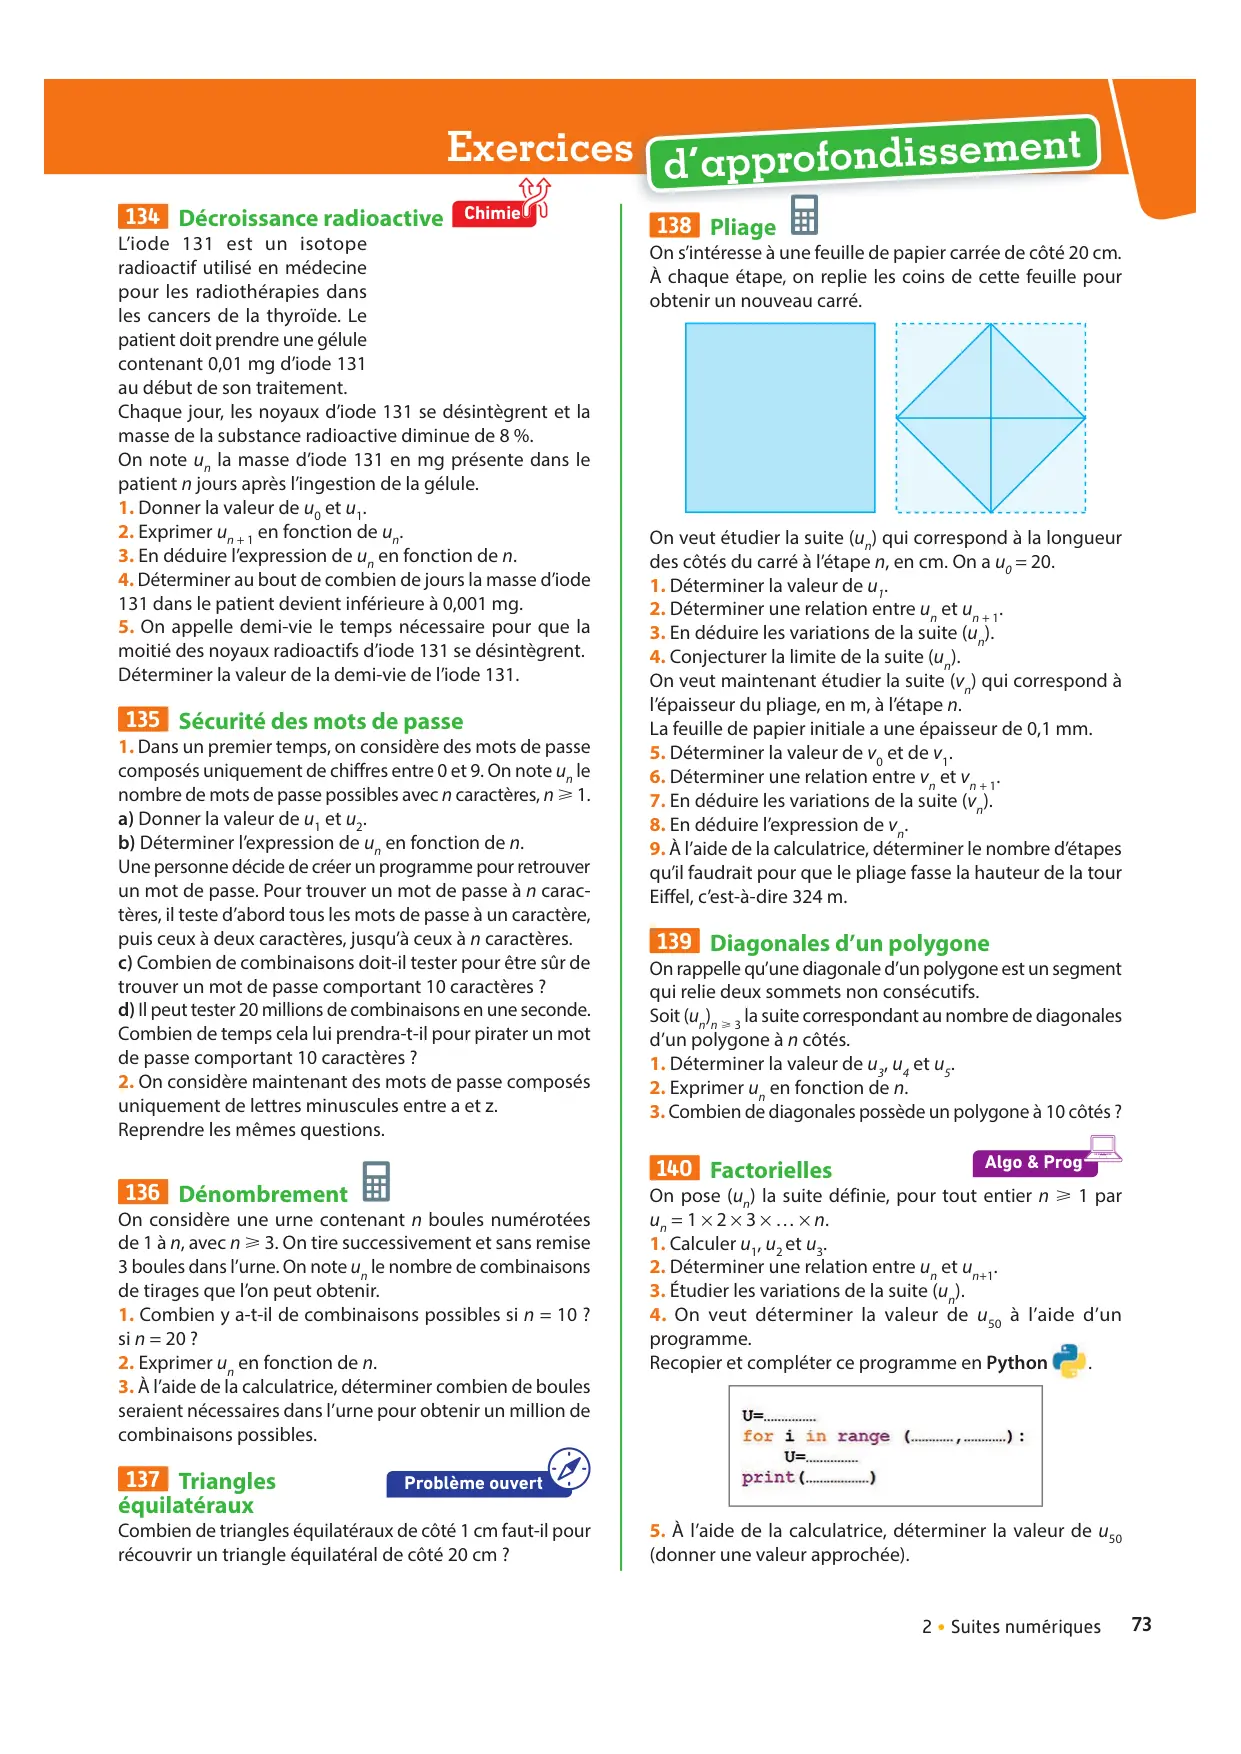 Exercices d'approfondissement
134 Décroissance radioactive Chimie
L'iode 131 est un isotope
radioactif utilisé en médecine
pour les radiothérapies dans
les cancers de la thyroïde. Le
patient doit prendre une gélule
contenant 0,01 mg d'iode 131
au début de son traitement.
Chaque jour, les noyaux d'iode 131 se désintègrent et la
masse de la substance radioactive diminue de 8 %.
On note uₙ la masse d'iode 131 en mg présente dans le
patient n jours après l'ingestion de la gélule.
1. Donner la valeur de u₀ et u₁.
2. Exprimer uₙ₊₁ en fonction de uₙ.
3. En déduire l'expression de uₙ en fonction de n.
4. Déterminer au bout de combien de jours la masse d'iode
131 dans le patient devient inférieure à 0,001 mg.
5. On appelle demi-vie le temps nécessaire pour que la
moitié des noyaux radioactifs d'iode 131 se désintègrent.
Déterminer la valeur de la demi-vie de l'iode 131.
135 Sécurité des mots de passe
1. Dans un premier temps, on considère des mots de passe
composés uniquement de chiffres entre 0 et 9. On note uₙ le
nombre de mots de passe possibles avec n caractères, n ⩾ 1.
a) Donner la valeur de u₁ et u₂.
b) Déterminer l'expression de uₙ en fonction de n.
Une personne décide de créer un programme pour retrouver
un mot de passe. Pour trouver un mot de passe à n carac-
tères, il teste d'abord tous les mots de passe à un caractère,
puis ceux à deux caractères, jusqu'à ceux à n caractères.
c) Combien de combinaisons doit-il tester pour être sûr de
trouver un mot de passe comportant 10 caractères ?
d) Il peut tester 20 millions de combinaisons en une seconde.
Combien de temps cela lui prendra-t-il pour pirater un mot
de passe comportant 10 caractères ?
2. On considère maintenant des mots de passe composés
uniquement de lettres minuscules entre a et z.
Reprendre les mêmes questions.
136 Dénombrement
On considère une urne contenant n boules numérotées
de 1 à n, avec n ⩾ 3. On tire successivement et sans remise
3 boules dans l'urne. On note uₙ le nombre de combinaisons
de tirages que l'on peut obtenir.
1. Combien y a-t-il de combinaisons possibles si n = 10 ?
si n = 20 ?
2. Exprimer uₙ en fonction de n.
3. À l'aide de la calculatrice, déterminer combien de boules
seraient nécessaires dans l'urne pour obtenir un million de
combinaisons possibles.
137 Triangles Problème ouvert
équilatéraux
Combien de triangles équilatéraux de côté 1 cm faut-il pour
récouvrir un triangle équilatéral de côté 20 cm ?
138 Pliage
On s'intéresse à une feuille de papier carrée de côté 20 cm.
À chaque étape, on replie les coins de cette feuille pour
obtenir un nouveau carré.
On veut étudier la suite (uₙ) qui correspond à la longueur
des côtés du carré à l'étape n, en cm. On a u₀ = 20.
1. Déterminer la valeur de u₁.
2. Déterminer une relation entre uₙ et uₙ₊₁.
3. En déduire les variations de la suite (uₙ).
4. Conjecturer la limite de la suite (uₙ).
On veut maintenant étudier la suite (vₙ) qui correspond à
l'épaisseur du pliage, en m, à l'étape n.
La feuille de papier initiale a une épaisseur de 0,1 mm.
5. Déterminer la valeur de v₀ et de v₁.
6. Déterminer une relation entre vₙ et vₙ₊₁.
7. En déduire les variations de la suite (vₙ).
8. En déduire l'expression de vₙ.
9. À l'aide de la calculatrice, déterminer le nombre d'étapes
qu'il faudrait pour que le pliage fasse la hauteur de la tour
Eiffel, c'est-à-dire 324 m.
139 Diagonales d'un polygone
On rappelle qu'une diagonale d'un polygone est un segment
qui relie deux sommets non consécutifs.
Soit (uₙ)ₙ ⩾ ₃ la suite correspondant au nombre de diagonales
d'un polygone à n côtés.
1. Déterminer la valeur de u₃, u₄ et u₅.
2. Exprimer uₙ en fonction de n.
3. Combien de diagonales possède un polygone à 10 côtés ?
140 Factorielles Algo & Prog
On pose (uₙ) la suite définie, pour tout entier n ⩾ 1 par
uₙ = 1 × 2 × 3 × … × n.
1. Calculer u₁, u₂ et u₃.
2. Déterminer une relation entre uₙ et uₙ₊₁.
3. Étudier les variations de la suite (uₙ).
4. On veut déterminer la valeur de u₅₀ à l'aide d'un
programme.
Recopier et compléter ce programme en Python .
U=...............
for i in range (............,............):
U=...............
print(..................)
5. À l'aide de la calculatrice, déterminer la valeur de u₅₀
(donner une valeur approchée).
2 • Suites numériques 73